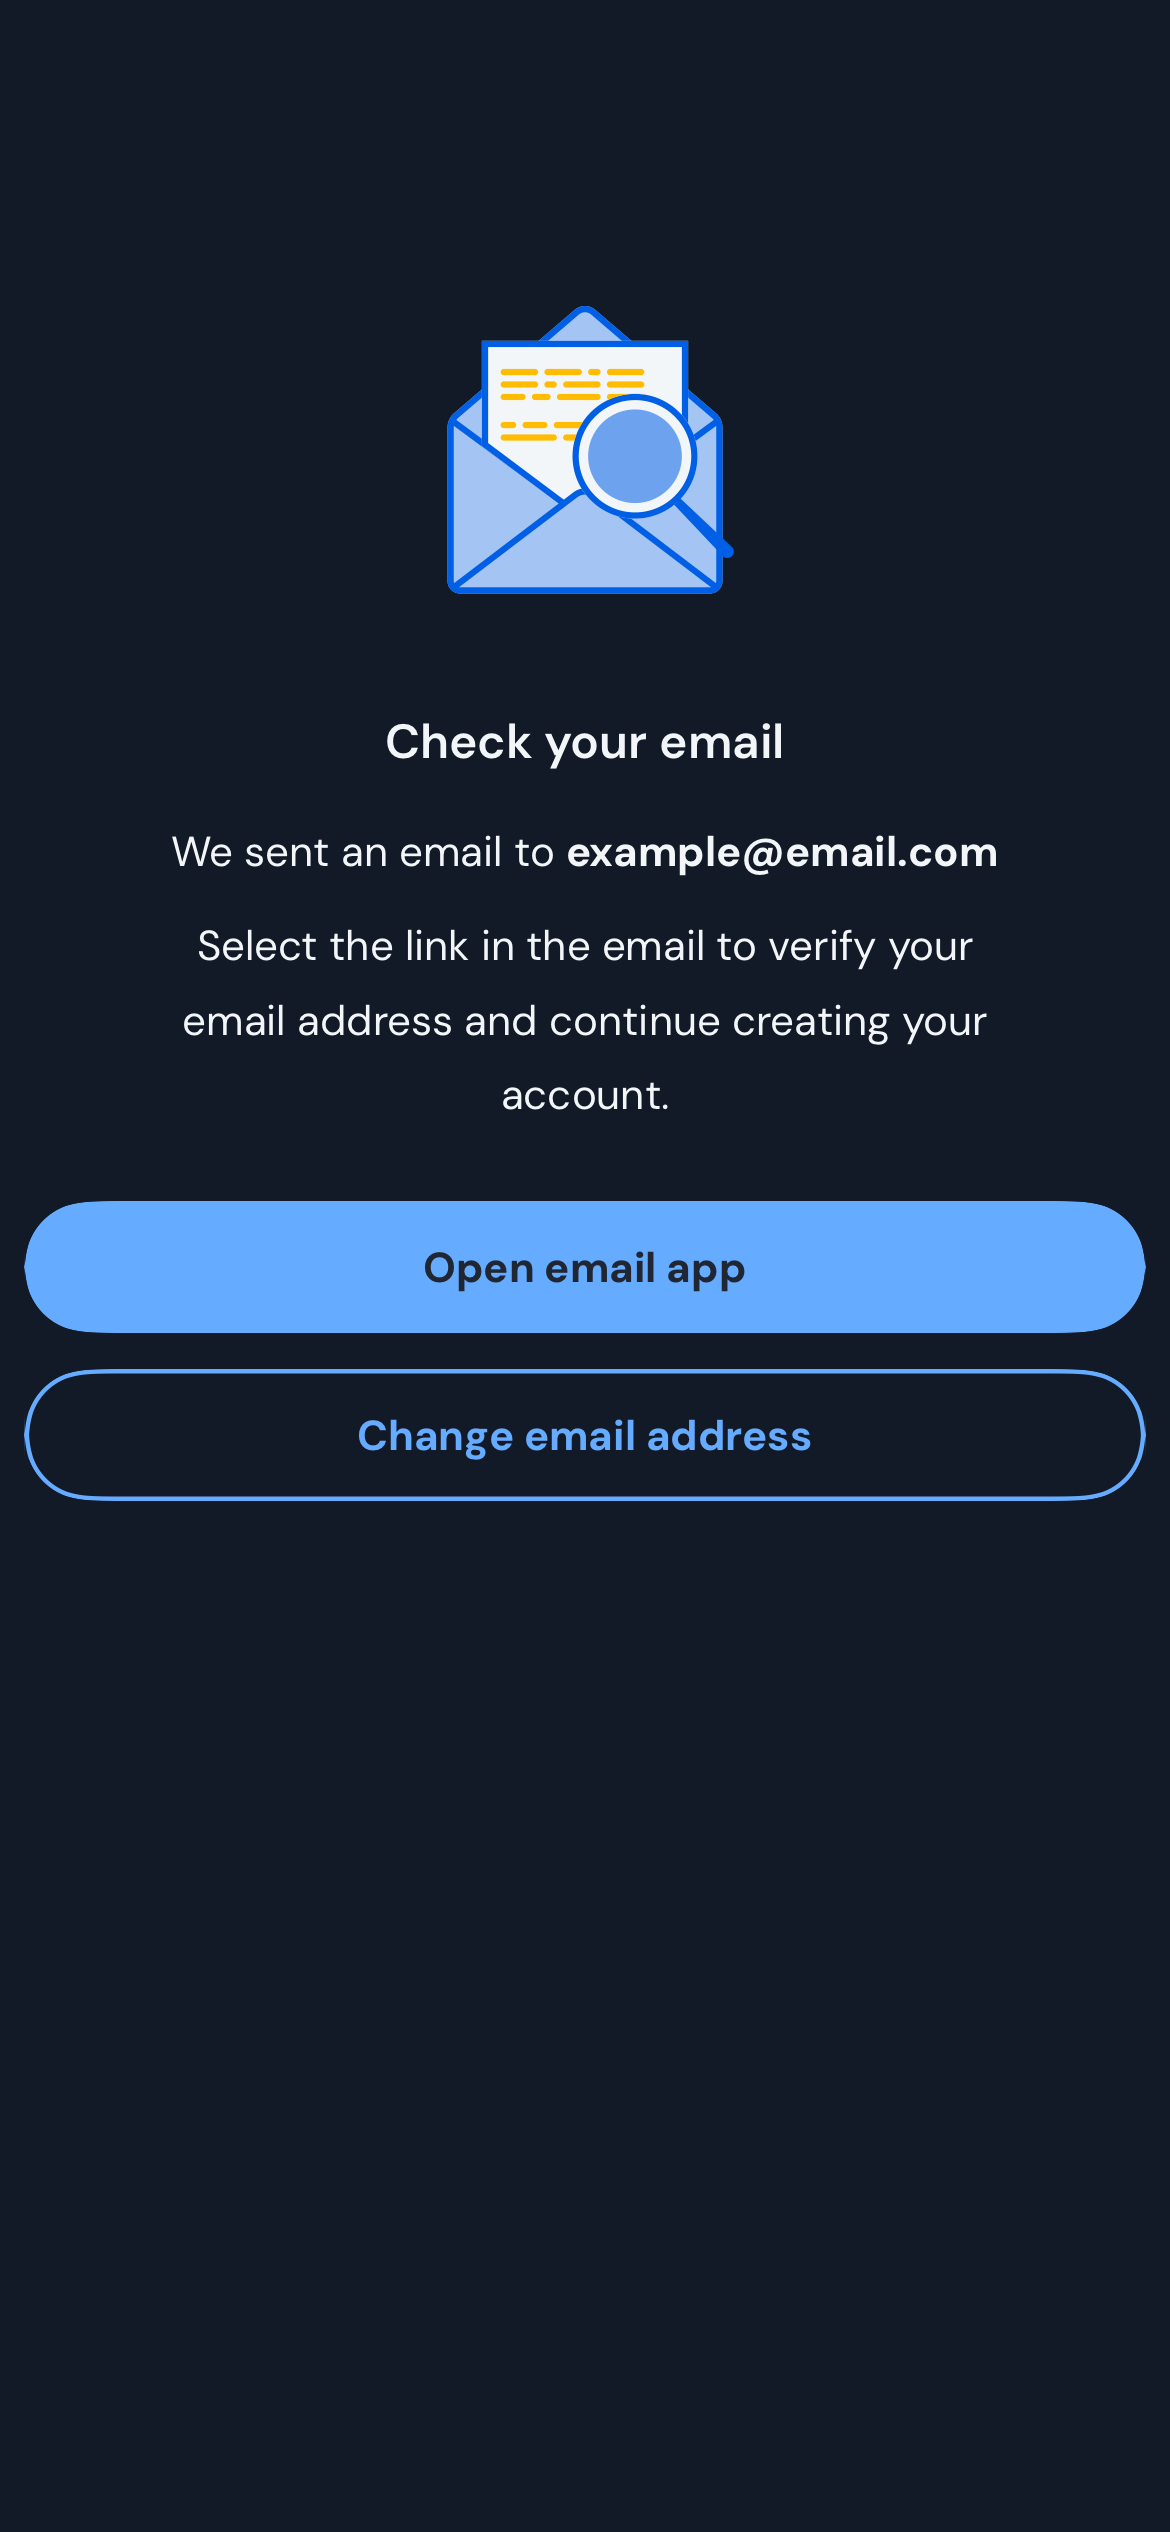 Check your email
We sent an email to example@email.com
Select the link in the email to verify your
email address and continue creating your
account.
Open email app
Change email address